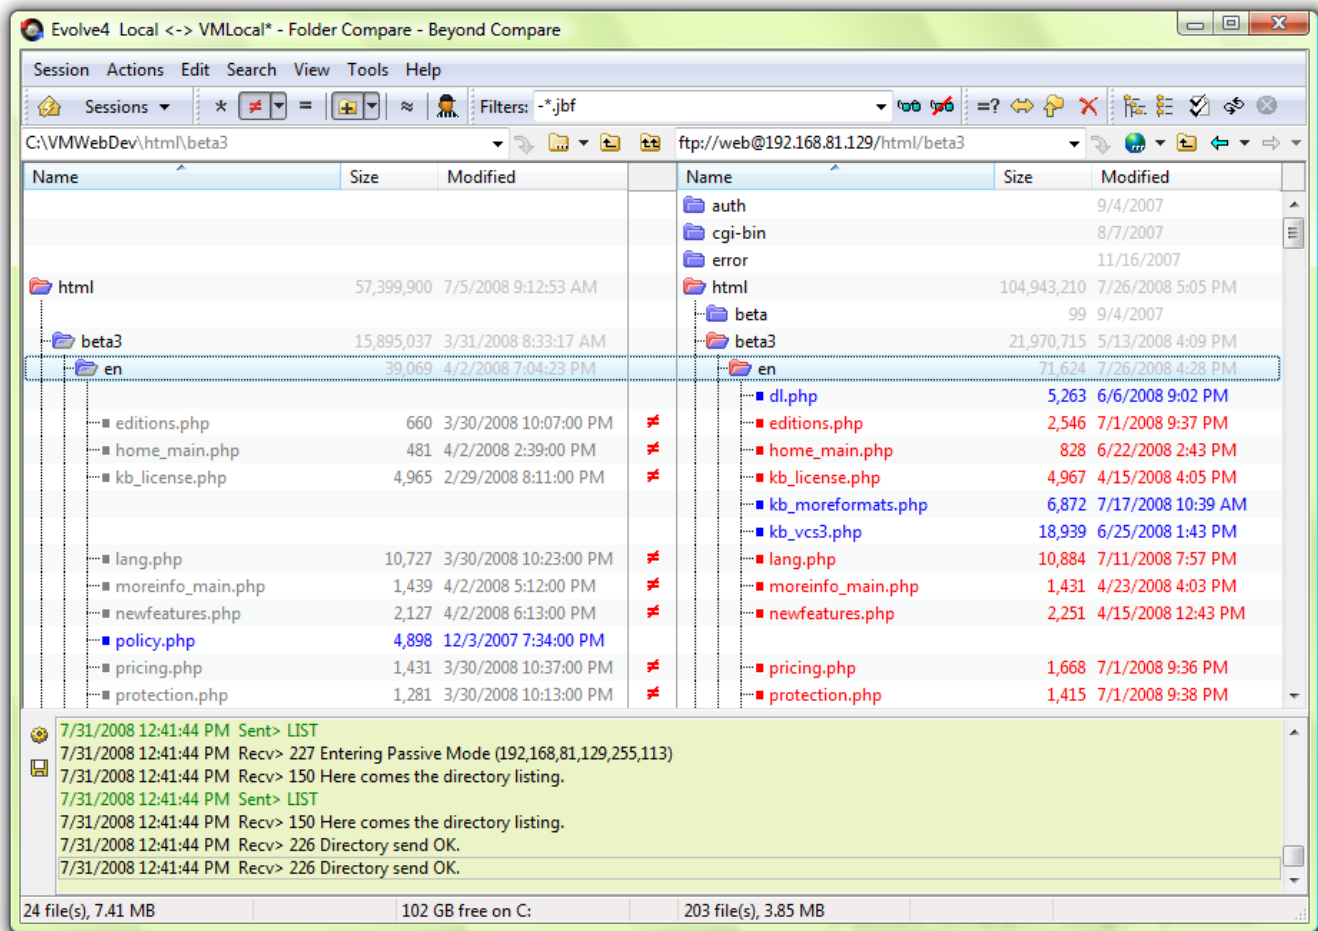 Evolve4 Local <-> VMLocal* - Folder Compare - Beyond Compare
Session Actions Edit Search View Tools Help
Sessions * ≠ = ≈ Filters: -*.jbf =?
C:\VMWebDev\html\beta3 ftp://web@192.168.81.129/html/beta3
Name Size Modified Name Size Modified
auth 9/4/2007
cgi-bin 8/7/2007
error 11/16/2007
html 57,399,900 7/5/2008 9:12:53 AM html 104,943,210 7/26/2008 5:05 PM
beta 99 9/4/2007
beta3 15,895,037 3/31/2008 8:33:17 AM beta3 21,970,715 5/13/2008 4:09 PM
en 39,069 4/2/2008 7:04:23 PM en 71,624 7/26/2008 4:28 PM
dl.php 5,263 6/6/2008 9:02 PM
editions.php 660 3/30/2008 10:07:00 PM ≠ editions.php 2,546 7/1/2008 9:37 PM
home_main.php 481 4/2/2008 2:39:00 PM ≠ home_main.php 828 6/22/2008 2:43 PM
kb_license.php 4,965 2/29/2008 8:11:00 PM ≠ kb_license.php 4,967 4/15/2008 4:05 PM
kb_moreformats.php 6,872 7/17/2008 10:39 AM
kb_vcs3.php 18,939 6/25/2008 1:43 PM
lang.php 10,727 3/30/2008 10:23:00 PM ≠ lang.php 10,884 7/11/2008 7:57 PM
moreinfo_main.php 1,439 4/2/2008 5:12:00 PM ≠ moreinfo_main.php 1,431 4/23/2008 4:03 PM
newfeatures.php 2,127 4/2/2008 6:13:00 PM ≠ newfeatures.php 2,251 4/15/2008 12:43 PM
policy.php 4,898 12/3/2007 7:34:00 PM
pricing.php 1,431 3/30/2008 10:37:00 PM ≠ pricing.php 1,668 7/1/2008 9:36 PM
protection.php 1,281 3/30/2008 10:13:00 PM ≠ protection.php 1,415 7/1/2008 9:38 PM
7/31/2008 12:41:44 PM Sent> LIST
7/31/2008 12:41:44 PM Recv> 227 Entering Passive Mode (192,168,81,129,255,113)
7/31/2008 12:41:44 PM Recv> 150 Here comes the directory listing.
7/31/2008 12:41:44 PM Sent> LIST
7/31/2008 12:41:44 PM Recv> 150 Here comes the directory listing.
7/31/2008 12:41:44 PM Recv> 226 Directory send OK.
7/31/2008 12:41:44 PM Recv> 226 Directory send OK.
24 file(s), 7.41 MB 102 GB free on C: 203 file(s), 3.85 MB